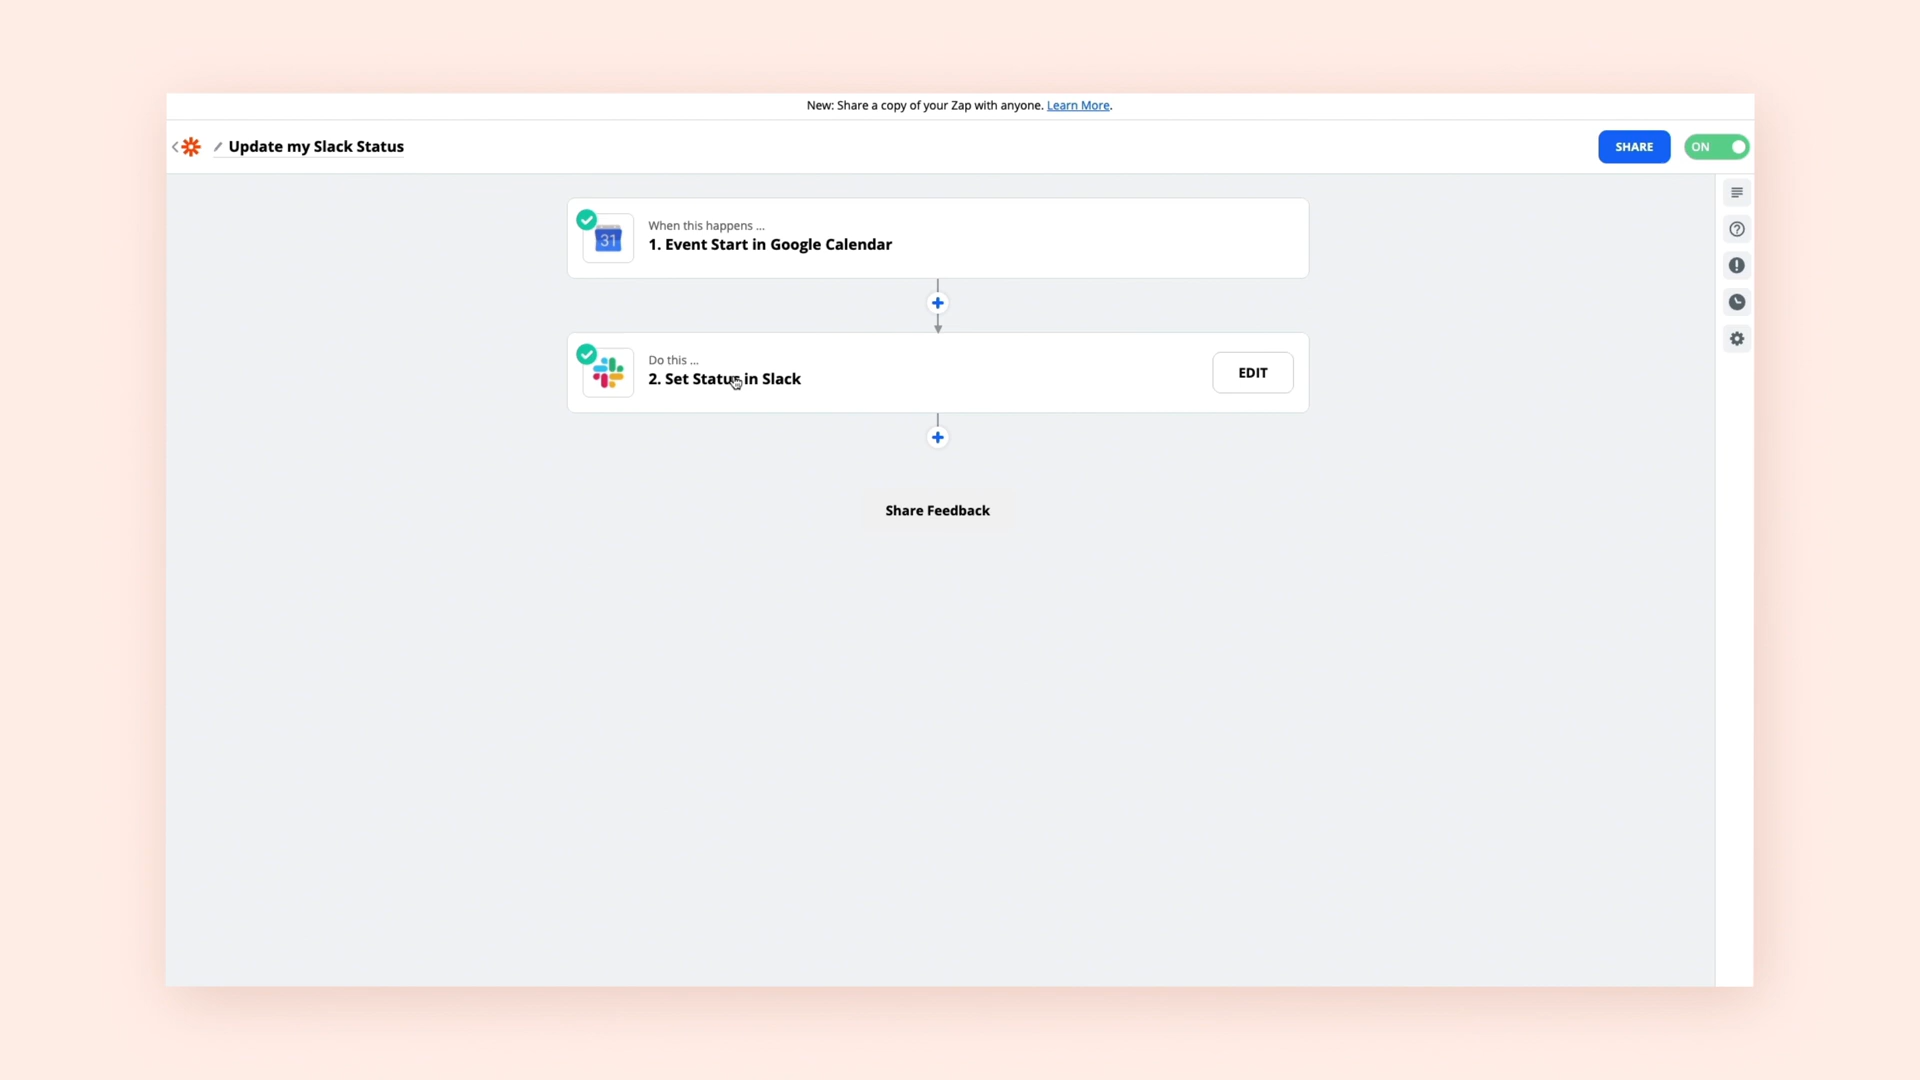 New: Share a copy of your Zap with anyone. Learn More.
Update my Slack Status
SHARE
ON
31
When this happens ...
1. Event Start in Google Calendar
Do this ...
2. Set Status in Slack
EDIT
Share Feedback